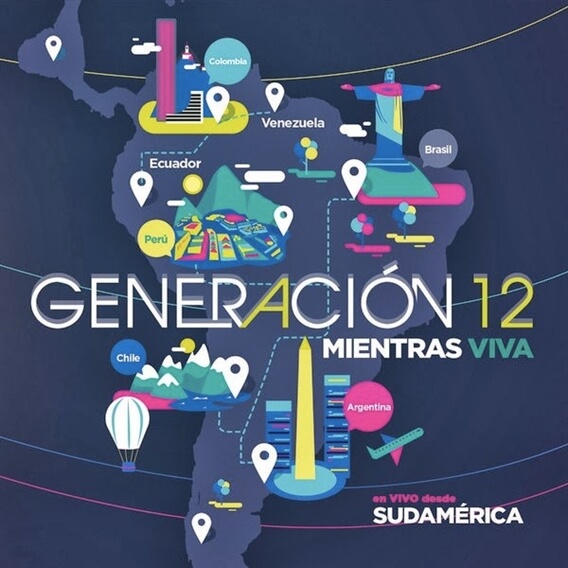 Colombia
Venezuela
Ecuador
Brasil
Perú
GENERACIÓN 12
MIENTRAS VIVA
Chile
Argentina
en VIVO desde
SUDAMÉRICA